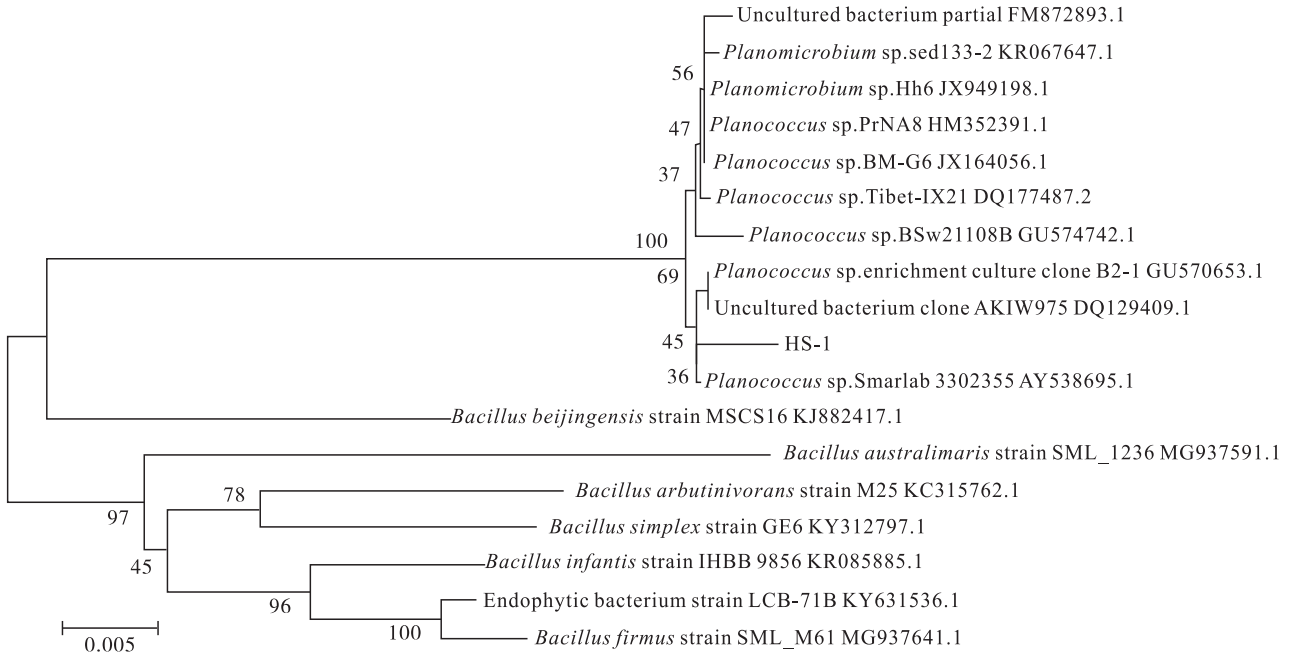 Uncultured bacterium partial FM872893.1
Planomicrobium sp.sed133-2 KR067647.1
56
Planomicrobium sp.Hh6 JX949198.1
47
Planococcus sp.PrNA8 HM352391.1
Planococcus sp.BM-G6 JX164056.1
37
Planococcus sp.Tibet-IX21 DQ177487.2
Planococcus sp.BSw21108B GU574742.1
100
69
Planococcus sp.enrichment culture clone B2-1 GU570653.1
Uncultured bacterium clone AKIW975 DQ129409.1
45
HS-1
36
Planococcus sp.Smarlab 3302355 AY538695.1
Bacillus beijingensis strain MSCS16 KJ882417.1
Bacillus australimaris strain SML_1236 MG937591.1
78
Bacillus arbutinivorans strain M25 KC315762.1
97
Bacillus simplex strain GE6 KY312797.1
45
Bacillus infantis strain IHBB 9856 KR085885.1
96
Endophytic bacterium strain LCB-71B KY631536.1
100
Bacillus firmus strain SML_M61 MG937641.1
0.005